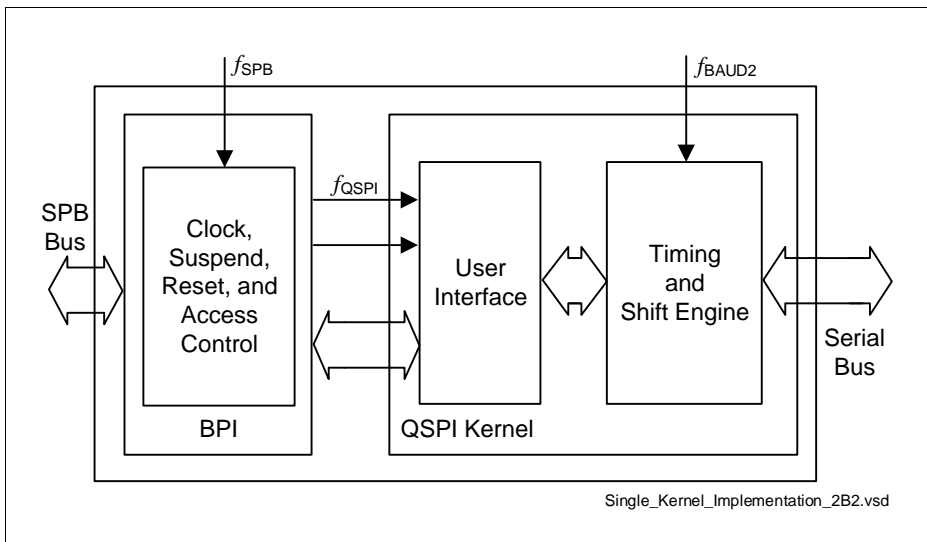 fSPB
fBAUD2
fQSPI
SPB
Bus
Clock,
Suspend,
Reset, and
Access
Control
User
Interface
Timing
and
Shift Engine
Serial
Bus
BPI
QSPI Kernel
Single_Kernel_Implementation_2B2.vsd